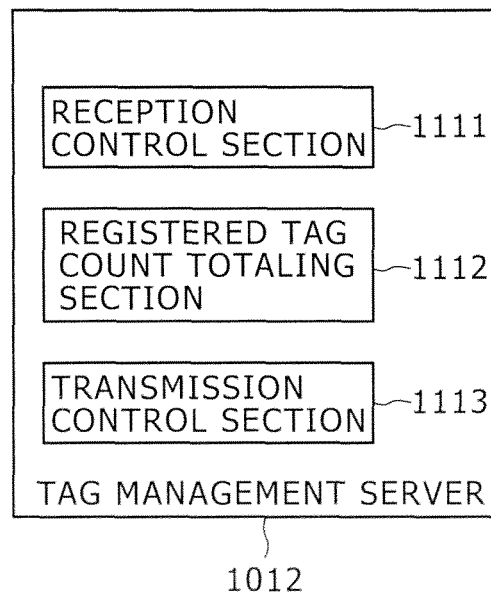 RECEPTION
CONTROL SECTION
1111
REGISTERED TAG
COUNT TOTALING
SECTION
1112
TRANSMISSION
CONTROL SECTION
1113
TAG MANAGEMENT SERVER
1012